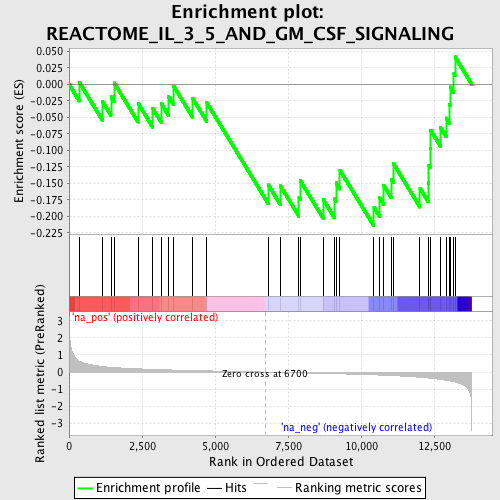 Enrichment plot:
REACTOME_IL_3_5_AND_GM_CSF_SIGNALING
Enrichment score (ES)
0.050
0.025
0.000
-0.025
-0.050
-0.075
-0.100
-0.125
-0.150
-0.175
-0.200
-0.225
Ranked list metric (PreRanked)
'na_pos' (positively correlated)
3
2
1
0
-1
-2
-3
Zero cross at 6700
'na_neg' (negatively correlated)
0
2,500
5,000
7,500
10,000
12,500
Rank in Ordered Dataset
Enrichment profile
Hits
Ranking metric scores